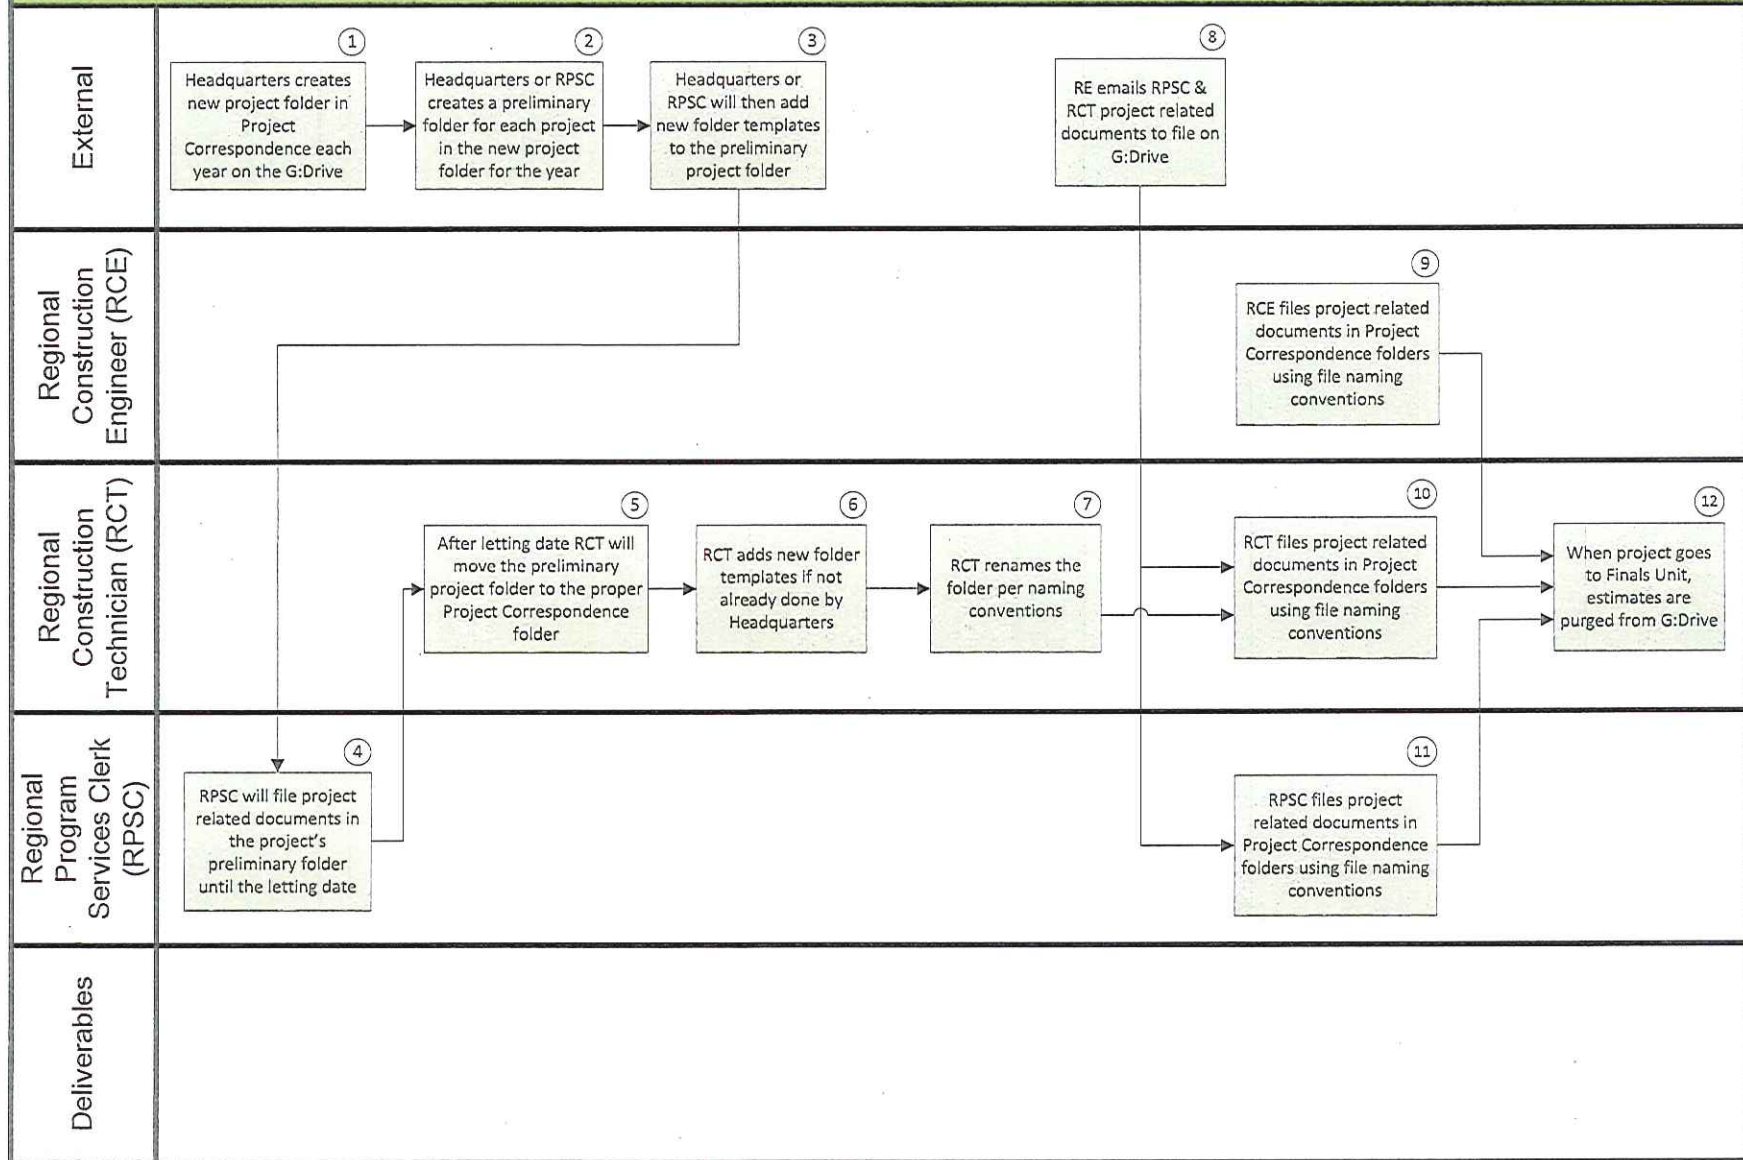 External
1
Headquarters creates
new project folder in
Project
Correspondence each
year on the G:Drive
2
Headquarters or RPSC
creates a preliminary
folder for each project
in the new project
folder for the year
3
Headquarters or
RPSC will then add
new folder templates
to the preliminary
project folder
8
RE emails RPSC &
RCT project related
documents to file on
G:Drive
Regional
Construction
Engineer (RCE)
9
RCE files project related
documents in Project
Correspondence folders
using file naming
conventions
Regional
Construction
Technician (RCT)
5
After letting date RCT will
move the preliminary
project folder to the proper
Project Correspondence
folder
6
RCT adds new folder
templates if not
already done by
Headquarters
7
RCT renames the
folder per naming
conventions
10
RCT files project related
documents in Project
Correspondence folders
using file naming
conventions
12
When project goes
to Finals Unit,
estimates are
purged from G:Drive
Regional
Program
Services Clerk
(RPSC)
4
RPSC will file project
related documents in
the project's
preliminary folder
until the letting date
11
RPSC files project
related documents in
Project Correspondence
folders using file naming
conventions
Deliverables